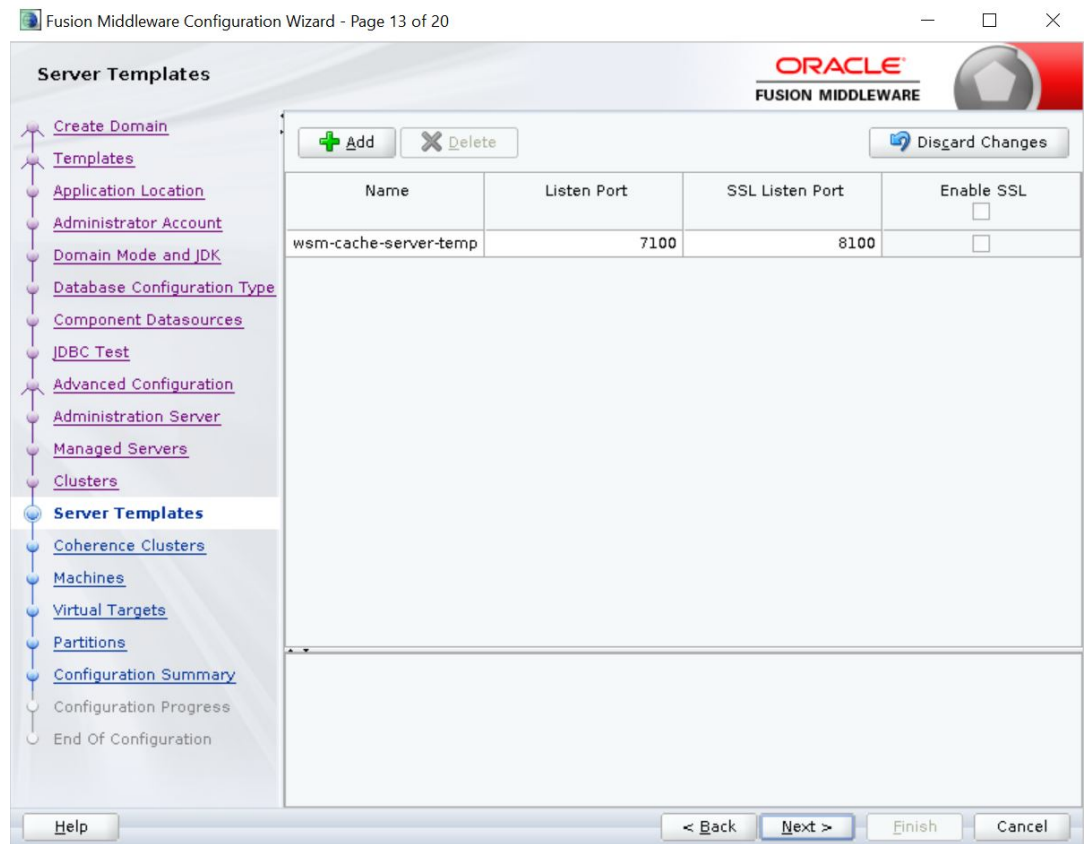 Fusion Middleware Configuration Wizard - Page 13 of 20
Server Templates
ORACLE
FUSION MIDDLEWARE
Create Domain
Templates
Application Location
Administrator Account
Domain Mode and JDK
Database Configuration Type
Component Datasources
JDBC Test
Advanced Configuration
Administration Server
Managed Servers
Clusters
Server Templates
Coherence Clusters
Machines
Virtual Targets
Partitions
Configuration Summary
Configuration Progress
End Of Configuration
Add Delete Discard Changes
Name Listen Port SSL Listen Port Enable SSL
wsm-cache-server-temp 7100 8100
Help < Back Next > Finish Cancel